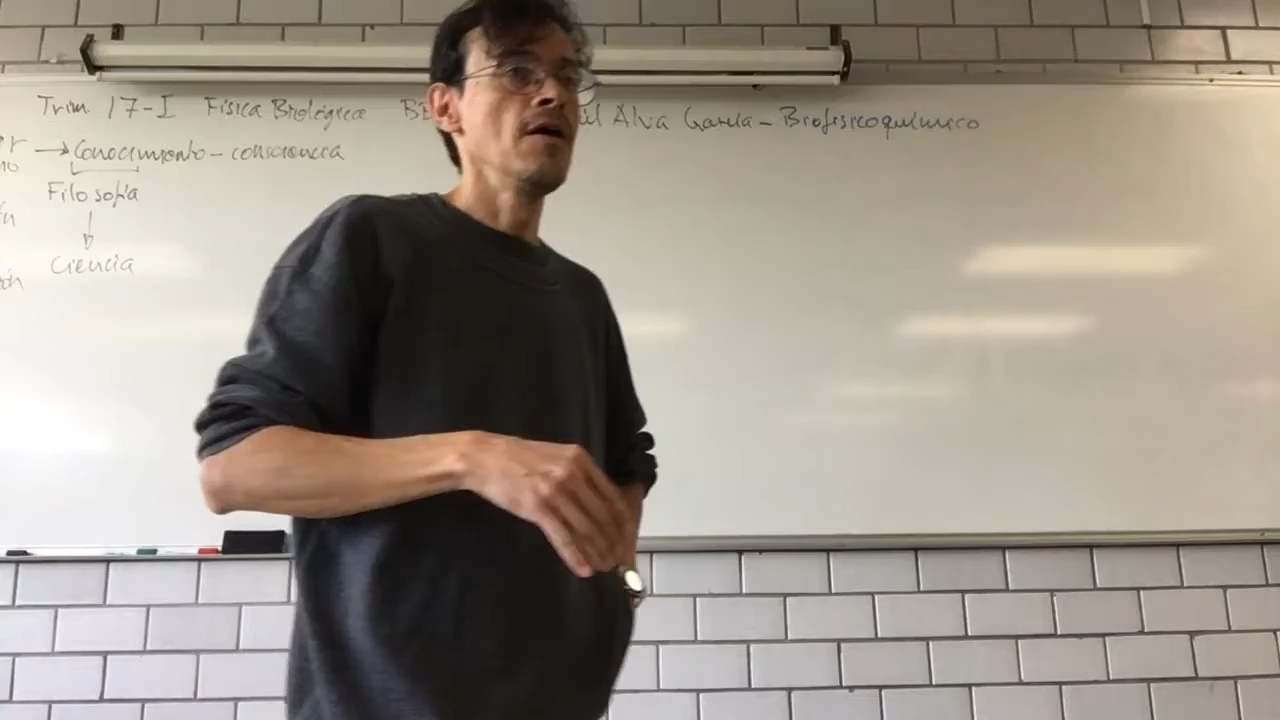 Trim 17-I Física Biológica Alva García - Biofisicoquímico
→ Conocimiento - consciencia
Filosofía
↓
Ciencia